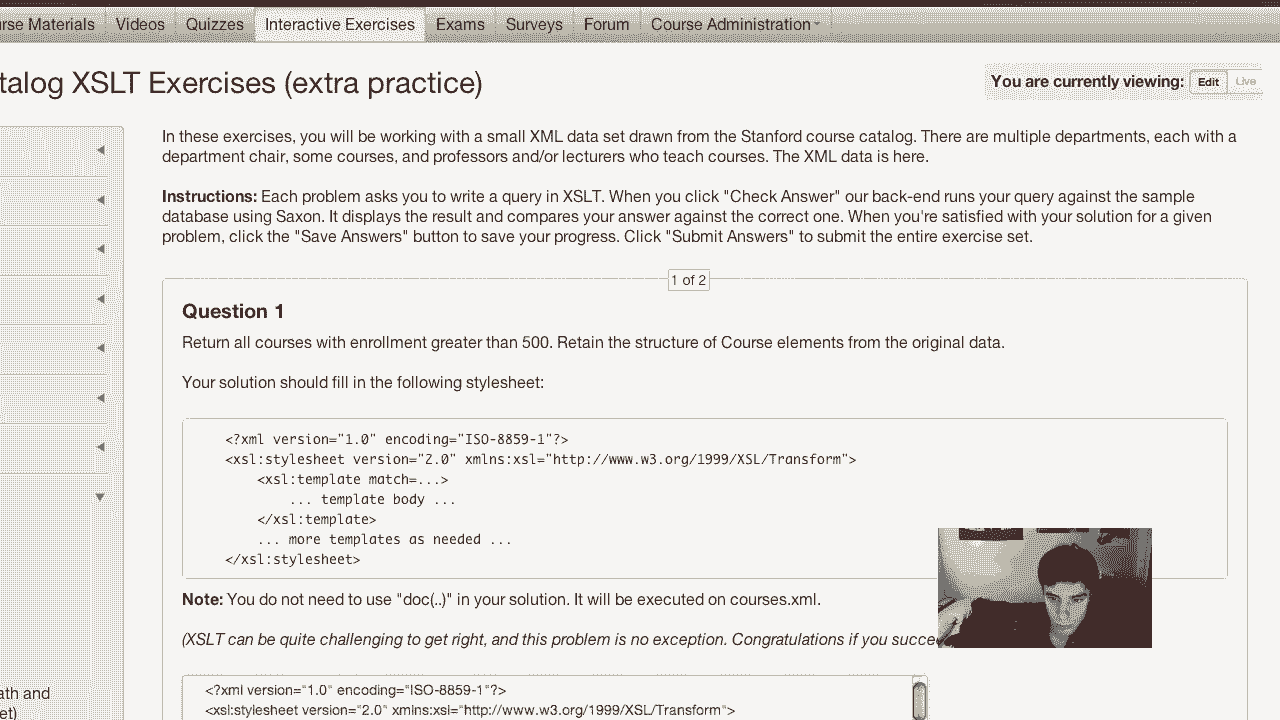 Materials Videos Quizzes Interactive Exercises Exams Surveys Forum Course Administration
XSLT Exercises (extra practice)
You are currently viewing: Edit Live
In these exercises, you will be working with a small XML data set drawn from the Stanford course catalog. There are multiple departments, each with a
department chair, some courses, and professors and/or lecturers who teach courses. The XML data is here.
Instructions: Each problem asks you to write a query in XSLT. When you click "Check Answer" our back-end runs your query against the sample
database using Saxon. It displays the result and compares your answer against the correct one. When you're satisfied with your solution for a given
problem, click the "Save Answers" button to save your progress. Click "Submit Answers" to submit the entire exercise set.
1 of 2
Question 1
Return all courses with enrollment greater than 500. Retain the structure of Course elements from the original data.
Your solution should fill in the following stylesheet:
<?xml version="1.0" encoding="ISO-8859-1"?>
<xsl:stylesheet version="2.0" xmlns:xsl="http://www.w3.org/1999/XSL/Transform">
<xsl:template match=...>
... template body ...
</xsl:template>
... more templates as needed ...
</xsl:stylesheet>
Note: You do not need to use "doc(..)" in your solution. It will be executed on courses.xml.
(XSLT can be quite challenging to get right, and this problem is no exception. Congratulations if you
<?xml version="1.0" encoding="ISO-8859-1"?>
<xsl:stylesheet version="2.0" xmlns:xsl="http://www.w3.org/1999/XSL/Transform">
and